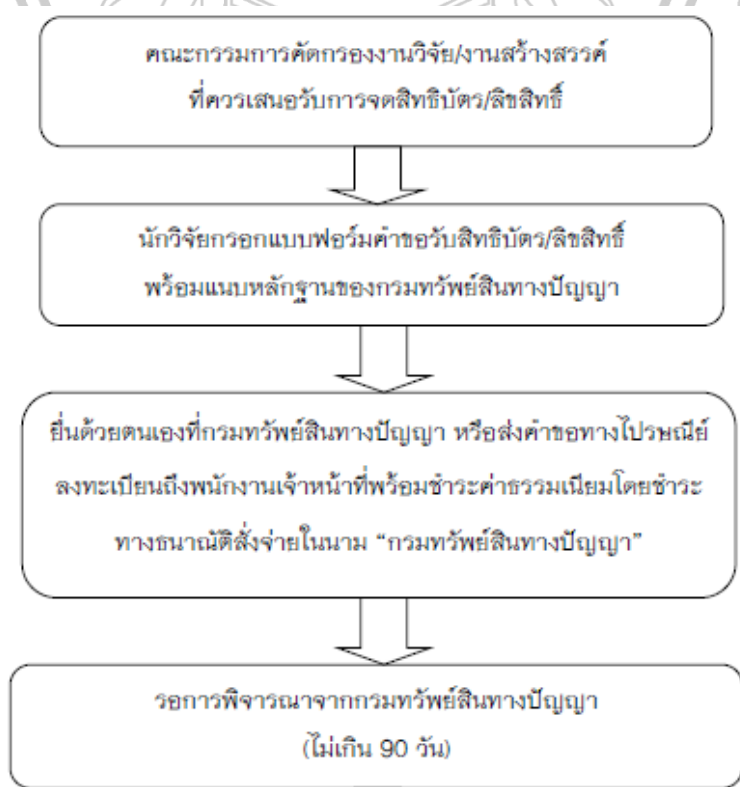 คณะกรรมการคัดกรองงานวิจัย/งานสร้างสรรค์
ที่ควรเสนอรับการจดสิทธิบัตร/ลิขสิทธิ์
นักวิจัยกรอกแบบฟอร์มคำขอรับสิทธิบัตร/ลิขสิทธิ์
พร้อมแนบหลักฐานของกรมทรัพย์สินทางปัญญา
ยื่นด้วยตนเองที่กรมทรัพย์สินทางปัญญา หรือส่งคำขอทางไปรษณีย์
ลงทะเบียนถึงพนักงานเจ้าหน้าที่พร้อมชำระค่าธรรมเนียมโดยชำระ
ทางธนาณัติสั่งจ่ายในนาม “กรมทรัพย์สินทางปัญญา”
รอการพิจารณาจากกรมทรัพย์สินทางปัญญา
(ไม่เกิน 90 วัน)